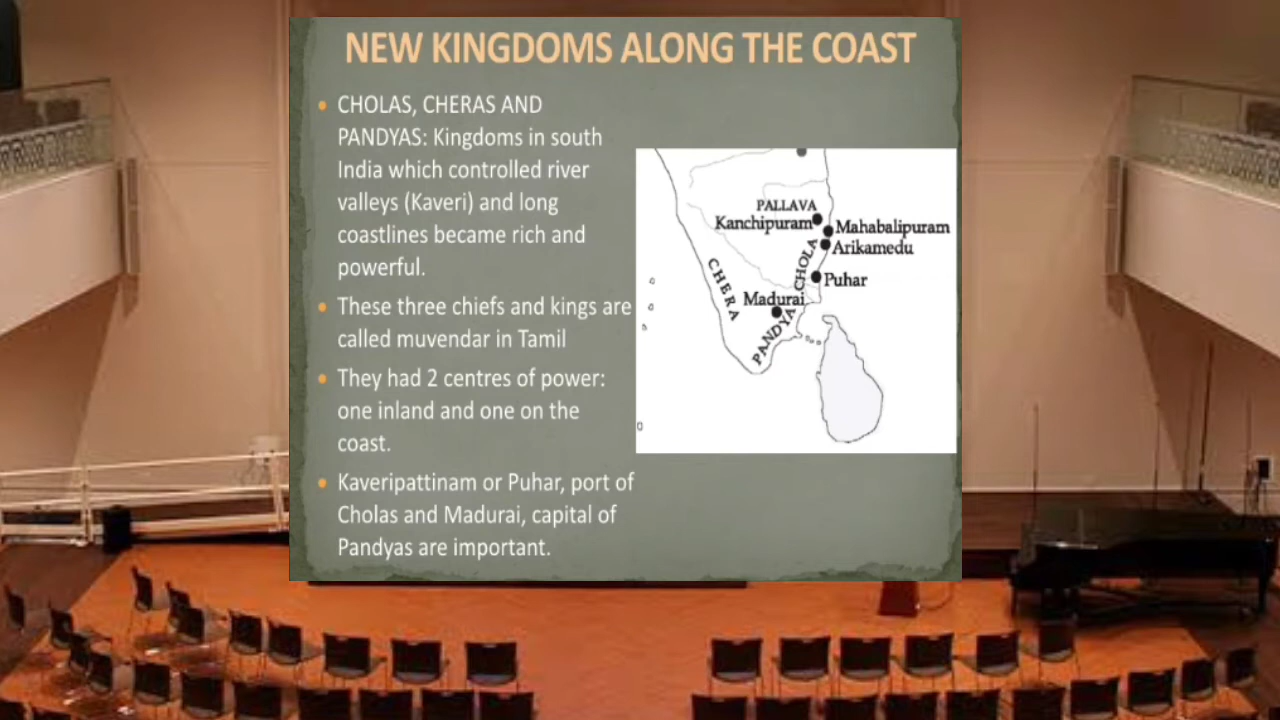 NEW KINGDOMS ALONG THE COAST
• CHOLAS, CHERAS AND
PANDYAS: Kingdoms in south
India which controlled river
valleys (Kaveri) and long
coastlines became rich and
powerful.
• These three chiefs and kings are
called muvendar in Tamil
• They had 2 centres of power:
one inland and one on the
coast.
• Kaveripattinam or Puhar, port of
Cholas and Madurai, capital of
Pandyas are important.
PALLAVA
Kanchipuram
Mahabalipuram
Arikamedu
CHOLA
Puhar
CHERA
Madurai
PANDYA